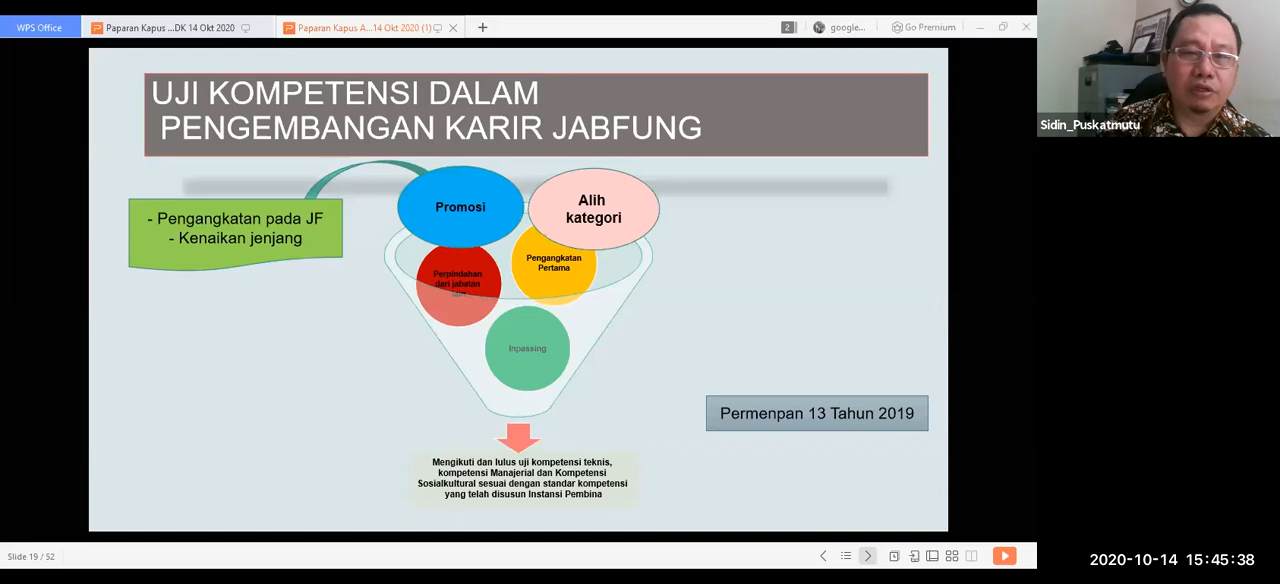 WPS Office
Paparan Kapus ...DK 14 Okt 2020
Paparan Kapus A...14 Okt 2020 (1)
2
google...
Go Premium
UJI KOMPETENSI DALAM
PENGEMBANGAN KARIR JABFUNG
Sidin_Puskatmutu
- Pengangkatan pada JF
- Kenaikan jenjang
Promosi
Alih
kategori
Perpindahan
dari jabatan
Pengangkatan
Pertama
Inpassing
Permenpan 13 Tahun 2019
Mengikuti dan lulus uji kompetensi teknis,
kompetensi Manajerial dan Kompetensi
Sosialkultural sesuai dengan standar kompetensi
yang telah disusun Instansi Pembina
Slide 19 / 52
2020-10-14 15:45:38